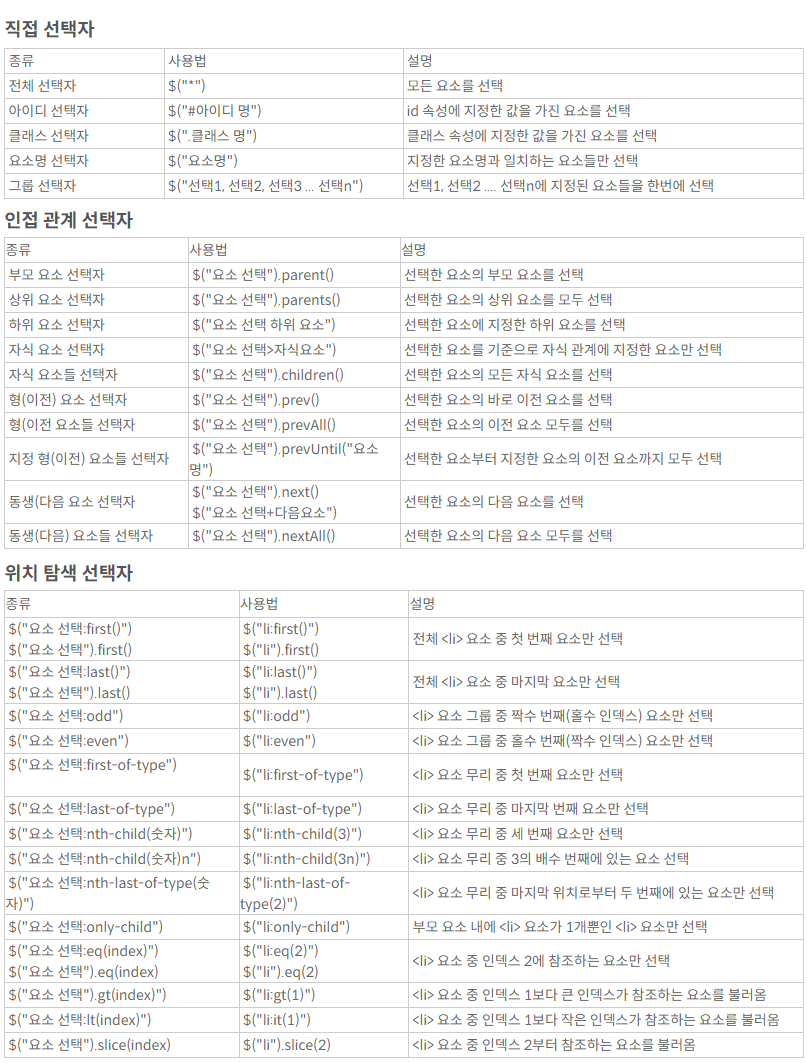 직접 선택자
종류 사용법 설명
전체 선택자 $("*") 모든 요소를 선택
아이디 선택자 $("#아이디 명") id 속성에 지정한 값을 가진 요소를 선택
클래스 선택자 $(".클래스 명") 클래스 속성에 지정한 값을 가진 요소를 선택
요소명 선택자 $("요소명") 지정한 요소명과 일치하는 요소들만 선택
그룹 선택자 $("선택1, 선택2, 선택3 ... 선택n") 선택1, 선택2 .... 선택n에 지정된 요소들을 한번에 선택
인접 관계 선택자
종류 사용법 설명
부모 요소 선택자 $("요소 선택").parent() 선택한 요소의 부모 요소를 선택
상위 요소 선택자 $("요소 선택").parents() 선택한 요소의 상위 요소를 모두 선택
하위 요소 선택자 $("요소 선택 하위 요소") 선택한 요소에 지정한 하위 요소를 선택
자식 요소 선택자 $("요소 선택>자식요소") 선택한 요소를 기준으로 자식 관계에 지정한 요소만 선택
자식 요소들 선택자 $("요소 선택").children() 선택한 요소의 모든 자식 요소를 선택
형(이전) 요소 선택자 $("요소 선택").prev() 선택한 요소의 바로 이전 요소를 선택
형(이전 요소들 선택자 $("요소 선택").prevAll() 선택한 요소의 이전 요소 모두를 선택
지정 형(이전) 요소들 선택자 $("요소 선택").prevUntil("요소 선택한 요소부터 지정한 요소의 이전 요소까지 모두 선택
명")
동생(다음 요소 선택자 $("요소 선택").next() 선택한 요소의 다음 요소를 선택
$("요소 선택+다음요소")
동생(다음) 요소들 선택자 $("요소 선택").nextAll() 선택한 요소의 다음 요소 모두를 선택
위치 탐색 선택자
종류 사용법 설명
$("요소 선택:first()") $("li:first()") 전체 <li> 요소 중 첫 번째 요소만 선택
$("요소 선택").first() $("li").first()
$("요소 선택:last()") $("li:last()") 전체 <li> 요소 중 마지막 요소만 선택
$("요소 선택").last() $("li").last()
$("요소 선택:odd") $("li:odd") <li> 요소 그룹 중 짝수 번째(홀수 인덱스) 요소만 선택
$("요소 선택:even") $("li:even") <li> 요소 그룹 중 홀수 번째(짝수 인덱스) 요소만 선택
$("요소 선택:first-of-type") $("li:first-of-type") <li> 요소 무리 중 첫 번째 요소만 선택
$("요소 선택:last-of-type") $("li:last-of-type") <li> 요소 무리 중 마지막 번째 요소만 선택
$("요소 선택:nth-child(숫자)") $("li:nth-child(3)") <li> 요소 무리 중 세 번째 요소만 선택
$("요소 선택:nth-child(숫자)n") $("li:nth-child(3n)") <li> 요소 무리 중 3의 배수 번째에 있는 요소 선택
$("요소 선택:nth-last-of-type(숫 $("li:nth-last-of- <li> 요소 무리 중 마지막 위치로부터 두 번째에 있는 요소만 선택
자)") type(2)")
$("요소 선택:only-child") $("li:only-child") 부모 요소 내에 <li> 요소가 1개뿐인 <li> 요소만 선택
$("요소 선택:eq(index)") $("li:eq(2)") <li> 요소 중 인덱스 2에 참조하는 요소만 선택
$("요소 선택").eq(index) $("li").eq(2)
$("요소 선택").gt(index)") $("li:gt(1)") <li> 요소 중 인덱스 1보다 큰 인덱스가 참조하는 요소를 불러옴
$("요소 선택:lt(index)") $("li:it(1)") <li> 요소 중 인덱스 1보다 작은 인덱스가 참조하는 요소를 불러옴
$("요소 선택").slice(index) $("li").slice(2) <li> 요소 중 인덱스 2부터 참조하는 요소를 불러옴